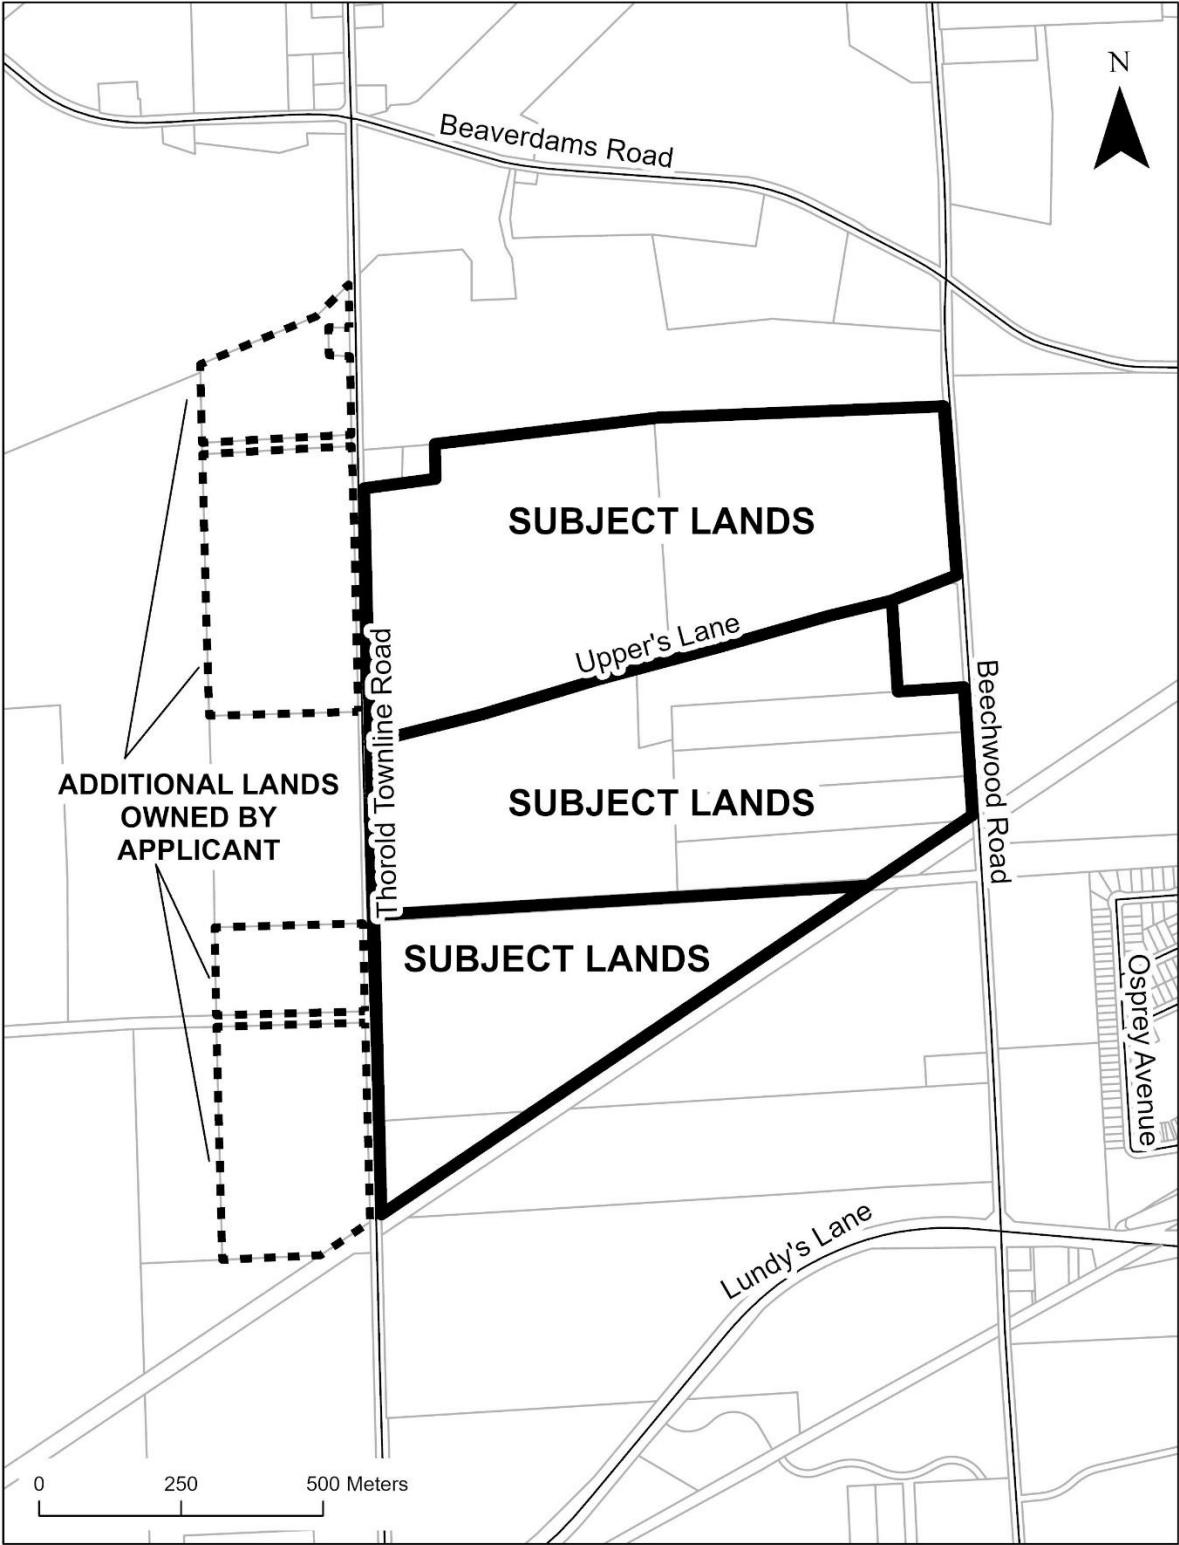 N
Beaverdams Road
SUBJECT LANDS
Upper's Lane
Thorold Townline Road
Beechwood Road
ADDITIONAL LANDS
OWNED BY
APPLICANT
SUBJECT LANDS
SUBJECT LANDS
Osprey Avenue
Lundy's Lane
0 250 500 Meters